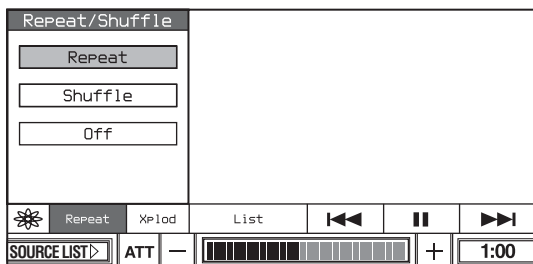 Repeat/Shuffle
Repeat
Shuffle
Off
Repeat Xplod List
SOURCE LIST ATT − + 1:00